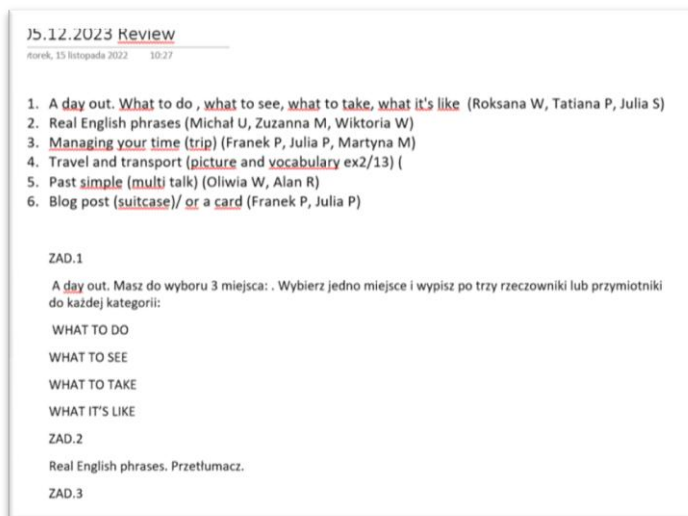 05.12.2023 Review
wtorek, 15 listopada 2022 10:27
1. A day out. What to do , what to see, what to take, what it's like (Roksana W, Tatiana P, Julia S)
2. Real English phrases (Michał U, Zuzanna M, Wiktoria W)
3. Managing your time (trip) (Franek P, Julia P, Martyna M)
4. Travel and transport (picture and vocabulary ex2/13) (
5. Past simple (multi talk) (Oliwia W, Alan R)
6. Blog post (suitcase)/ or a card (Franek P, Julia P)
ZAD.1
A day out. Masz do wyboru 3 miejsca: . Wybierz jedno miejsce i wypisz po trzy rzeczowniki lub przymiotniki
do każdej kategorii:
WHAT TO DO
WHAT TO SEE
WHAT TO TAKE
WHAT IT'S LIKE
ZAD.2
Real English phrases. Przetłumacz.
ZAD.3